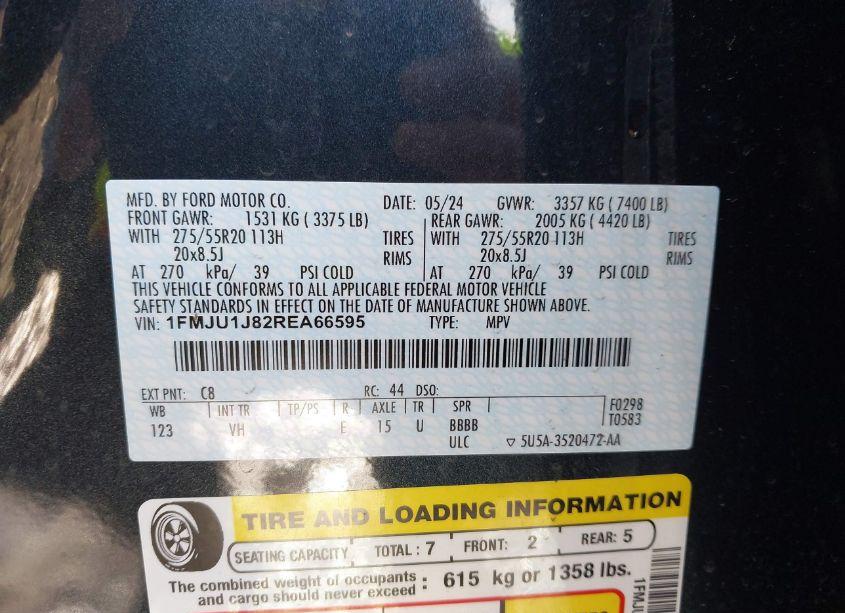 MFD. BY FORD MOTOR CO. DATE: 05/24 GVWR: 3357 KG ( 7400 LB)
FRONT GAWR: 1531 KG ( 3375 LB) REAR GAWR: 2005 KG ( 4420 LB)
WITH 275/55R20 113H TIRES WITH 275/55R20 113H TIRES
20x8.5J RIMS 20x8.5J RIMS
AT 270 kPa/ 39 PSI COLD AT 270 kPa/ 39 PSI COLD
THIS VEHICLE CONFORMS TO ALL APPLICABLE FEDERAL MOTOR VEHICLE
SAFETY STANDARDS IN EFFECT ON THE DATE OF MANUFACTURE SHOWN ABOVE.
VIN: 1FMJU1J82REA66595 TYPE: MPV
EXT PNT: C8 RC: 44 DSO: F0298
WB INT TR TP/PS R AXLE TR SPR T0583
123 VH E 15 U BBBB
ULC ▽ 5U5A-3520472-AA
TIRE AND LOADING INFORMATION
SEATING CAPACITY TOTAL : 7 FRONT: 2 REAR: 5
The combined weight of occupants and cargo should never exceed : 615 kg or 1358 lbs.
1FMJU